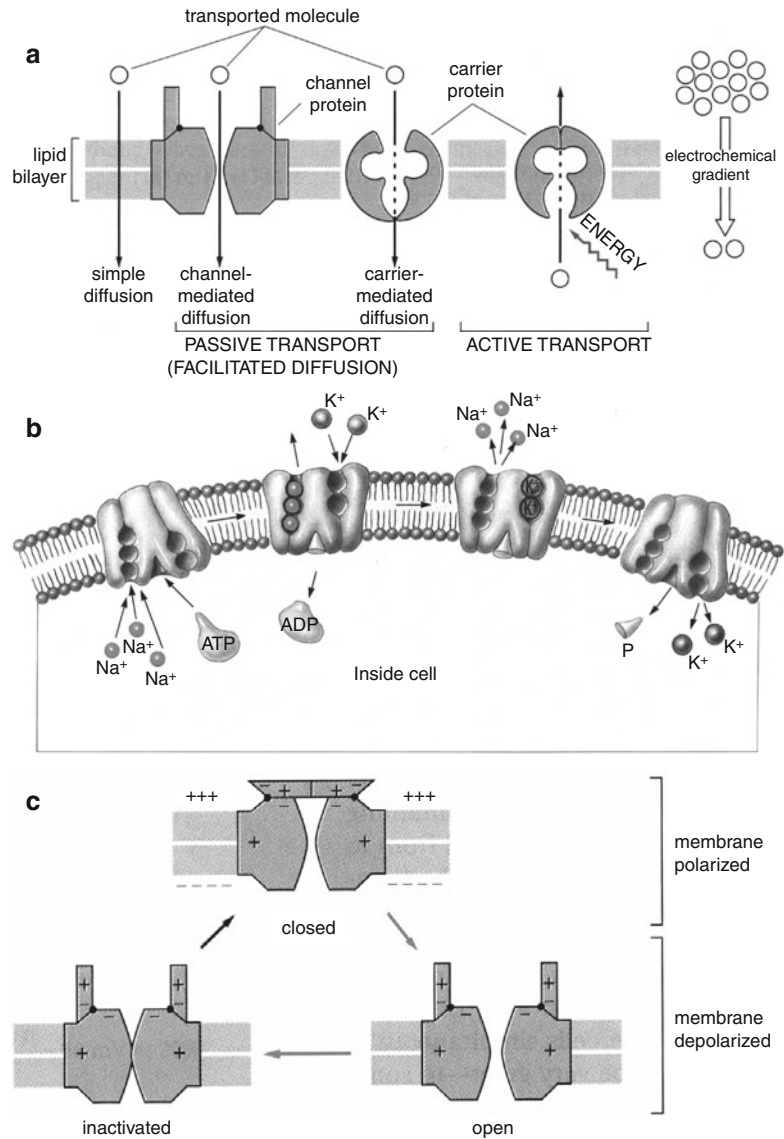 transported molecule
a
channel
protein
carrier
protein
lipid
bilayer
electrochemical
gradient
ENERGY
simple
diffusion
channel-
mediated
diffusion
carrier-
mediated
diffusion
PASSIVE TRANSPORT
(FACILITATED DIFFUSION)
ACTIVE TRANSPORT
b
K+
K+
Na+
Na+
Na+
K+
K+
Na+
Na+
Na+
ATP
ADP
P
K+
K+
Inside cell
c
+++
− + + −
+++
− −
+ +
− − − − −
− − − − −
closed
membrane
polarized
+ +
− −
− −
+ +
inactivated
+ +
− −
− −
+ +
open
membrane
depolarized